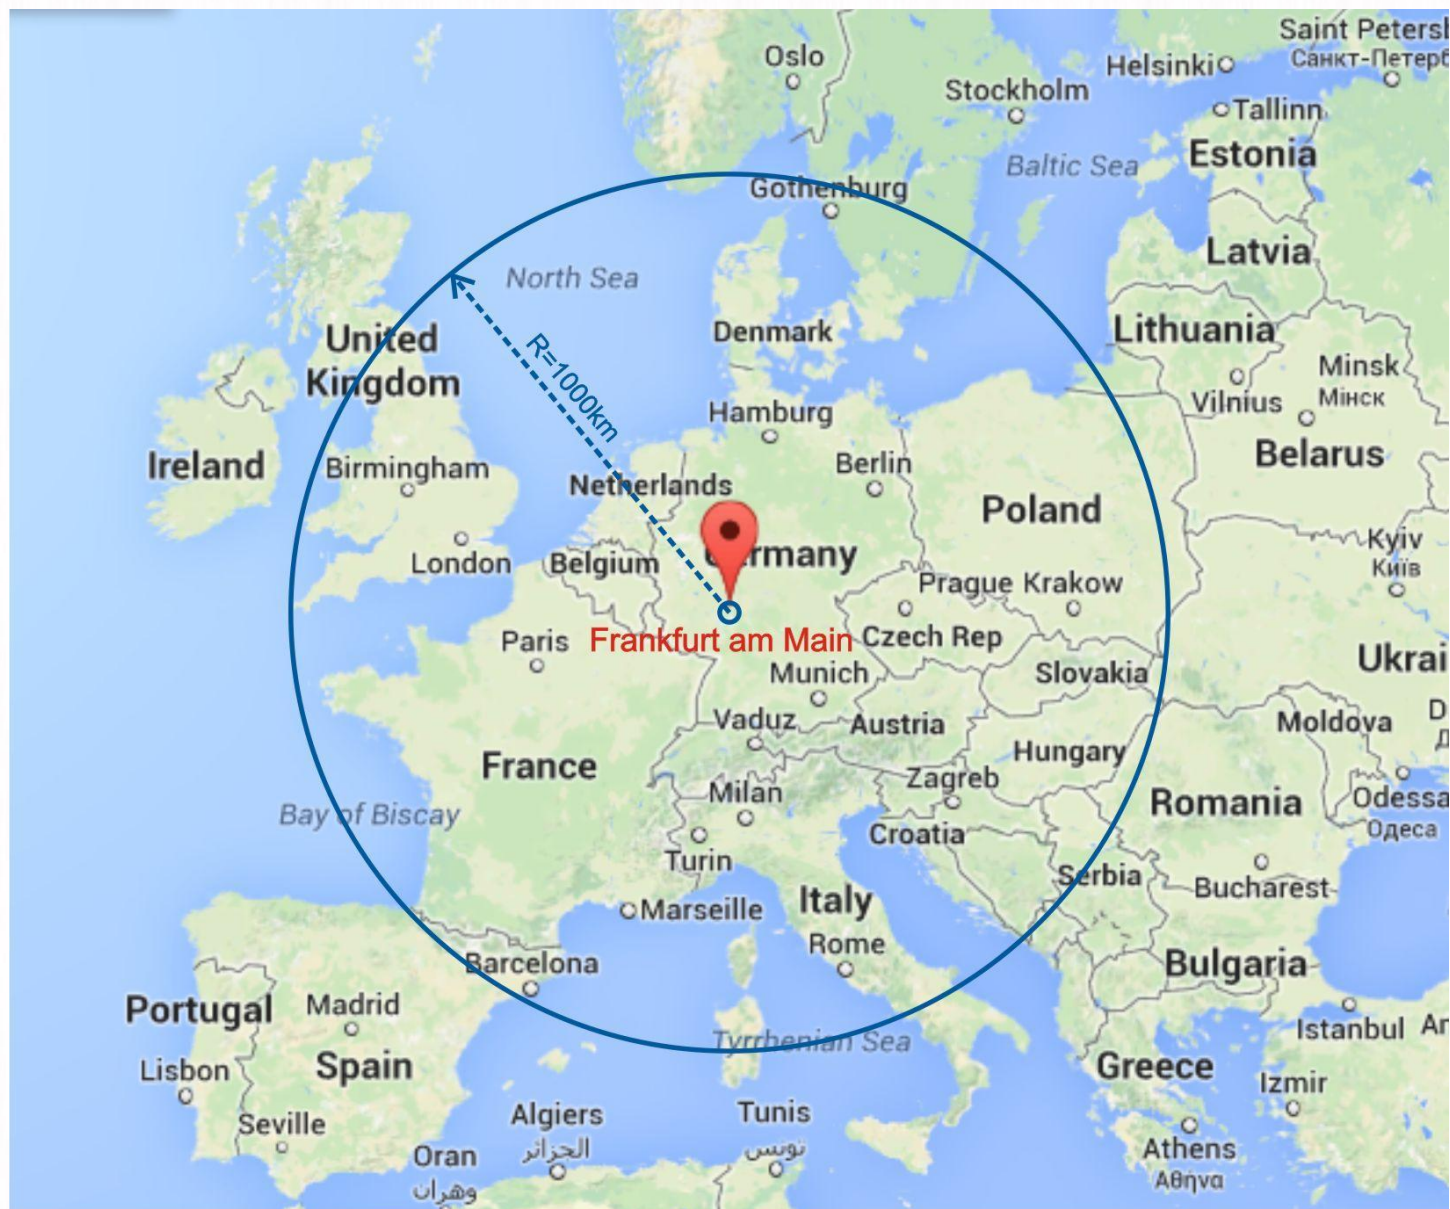 Oslo
Helsinki
Saint Petersb
Санкт-Петерб
Stockholm
Tallinn
Baltic Sea
Estonia
Gothenburg
Latvia
North Sea
Denmark
Lithuania
United
Kingdom
R=1000km
Minsk
Мінск
Vilnius
Hamburg
Ireland
Birmingham
Berlin
Belarus
Netherlands
Poland
London
Belgium
Germany
Kyiv
Київ
Prague
Krakow
Paris
Frankfurt am Main
Czech Rep
Munich
Slovakia
Ukrai
Vaduz
Austria
Moldova
D
France
Hungary
Milan
Zagreb
Romania
Odessa
Одеса
Bay of Biscay
Croatia
Turin
Serbia
Bucharest
Marseille
Italy
Rome
Barcelona
Bulgaria
Portugal
Madrid
Tyrrhenian Sea
Istanbul
An
Lisbon
Spain
Greece
Izmir
Algiers
الجزائر
Tunis
تونس
Seville
Oran
وهران
Athens
Αθήνα